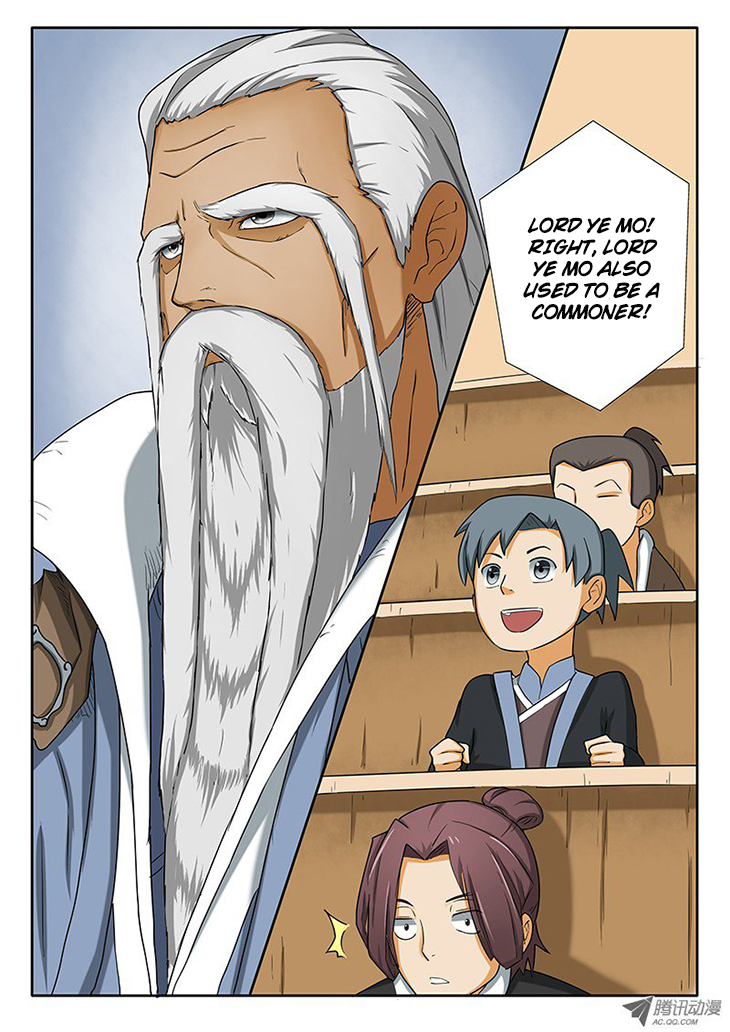 LORD YE MO!
RIGHT, LORD
YE MO ALSO
USED TO BE A
COMMONER!
腾讯动漫
AC.QQ.COM